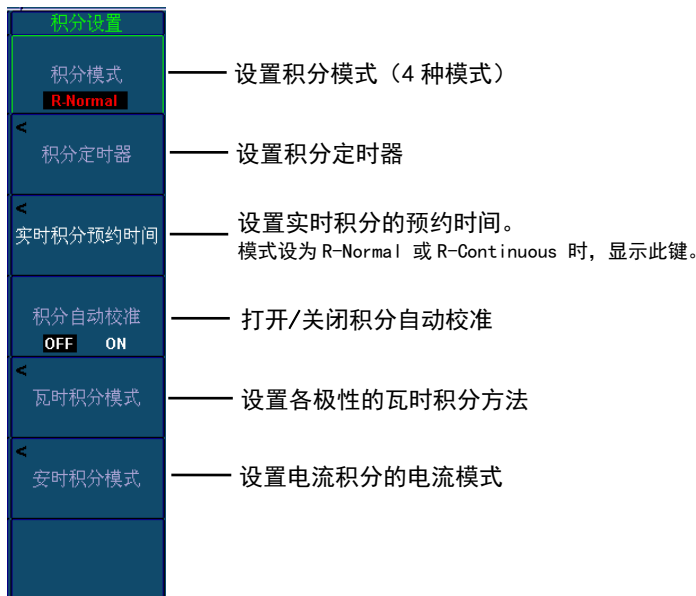 积分设置
积分模式
R-Normal
设置积分模式（4 种模式）
<
积分定时器
设置积分定时器
<
实时积分预约时间
设置实时积分的预约时间。
模式设为 R-Normal 或 R-Continuous 时，显示此键。
积分自动校准
OFF ON
打开/关闭积分自动校准
<
瓦时积分模式
设置各极性的瓦时积分方法
<
安时积分模式
设置电流积分的电流模式